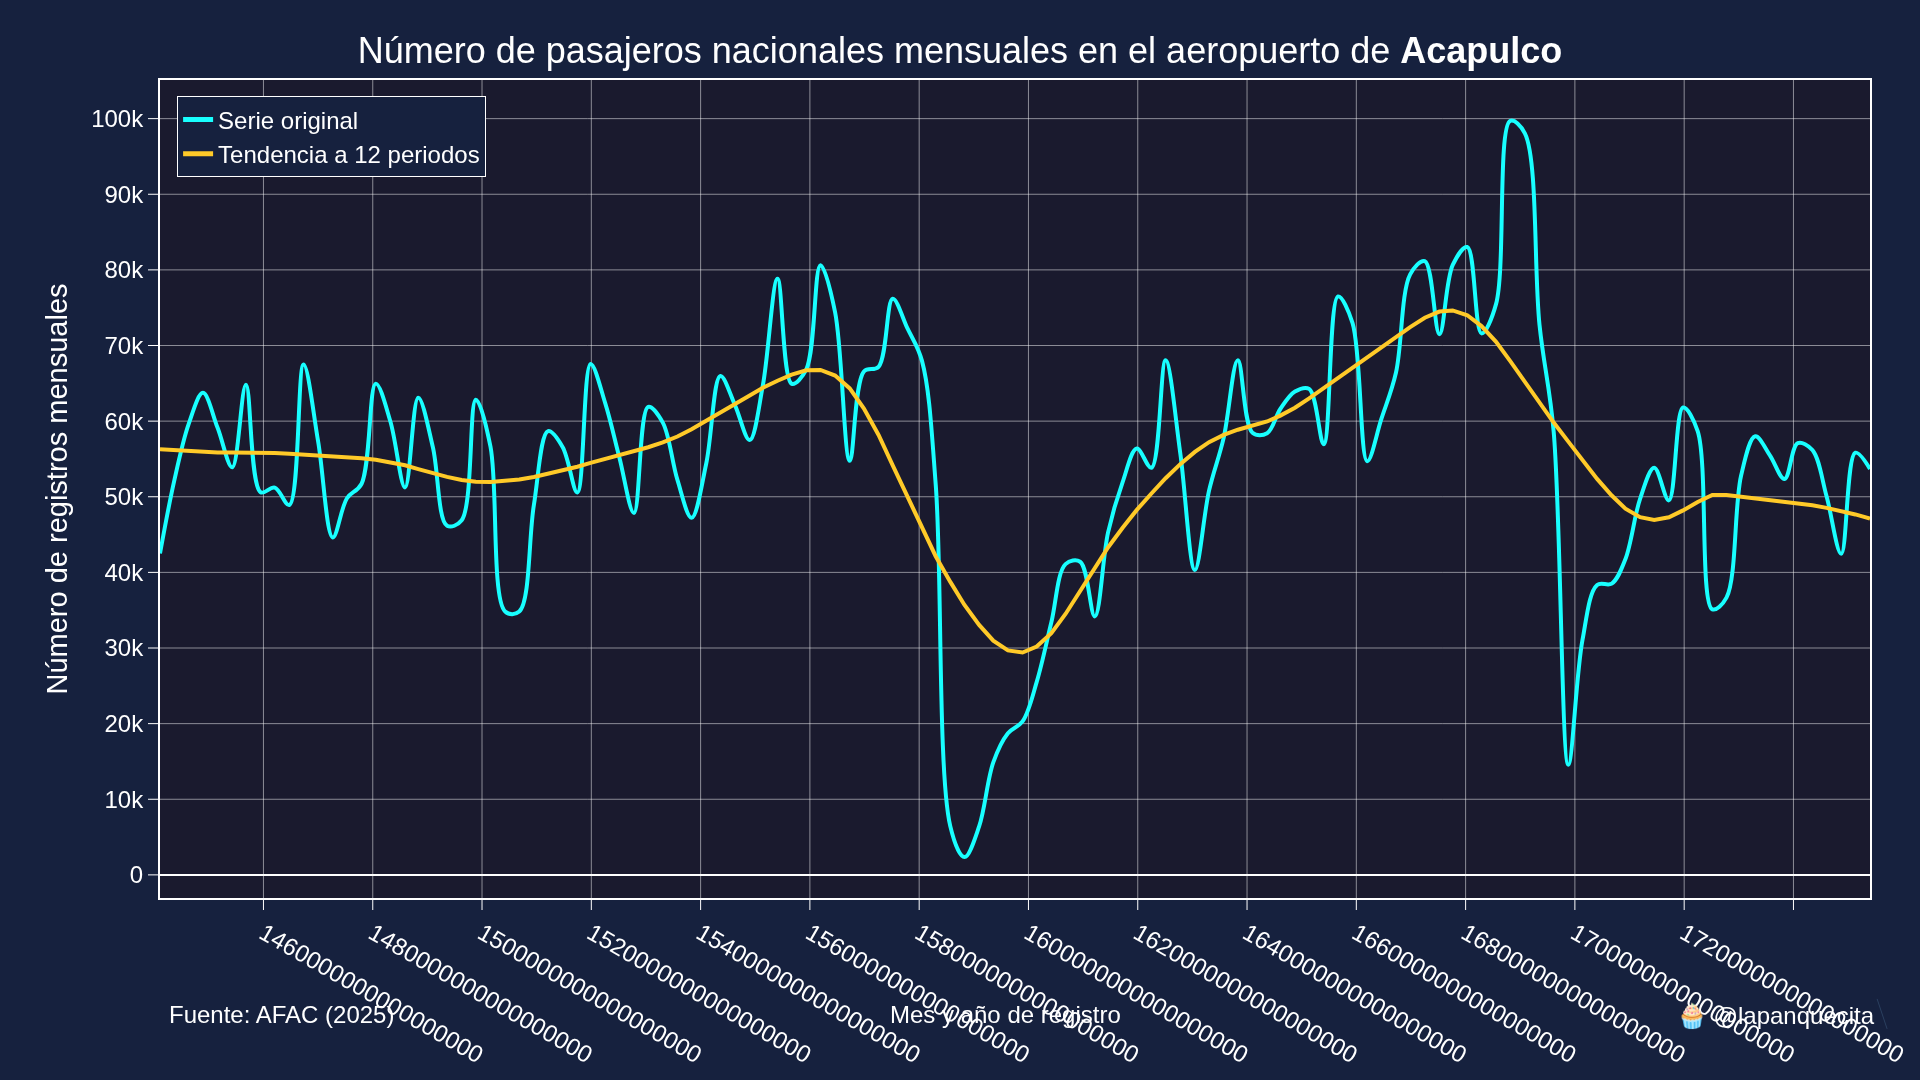 Número de pasajeros nacionales mensuales en el aeropuerto de Acapulco
Serie original
Tendencia a 12 periodos
100k
90k
80k
70k
60k
50k
40k
30k
20k
10k
0
Número de registros mensuales
1460000000000000000
1480000000000000000
1500000000000000000
1520000000000000000
1540000000000000000
1560000000000000000
1580000000000000000
1600000000000000000
1620000000000000000
1640000000000000000
1660000000000000000
1680000000000000000
1700000000000000000
1720000000000000000
Fuente: AFAC (2025)
Mes y año de registro
🧁 @lapanquecita